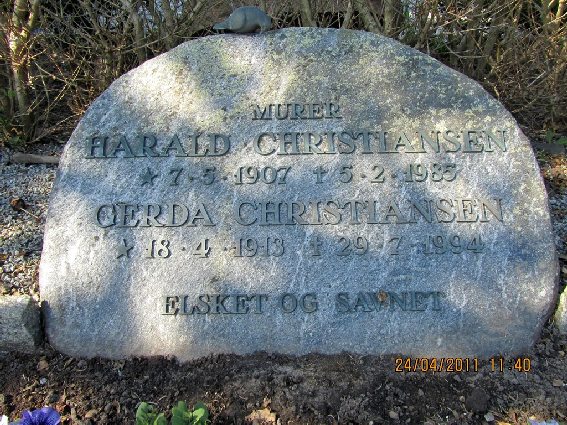 MURER
HARALD CHRISTIANSEN
★ 7·5·1907 ✝ 5·2·1985
GERDA CHRISTIANSEN
★ 18·4·1913 ✝ 29·7·1994
ELSKET OG SAVNET
24/04/2011 11:40